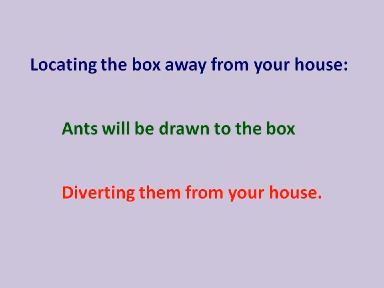 Locating the box away from your house:
Ants will be drawn to the box
Diverting them from your house.